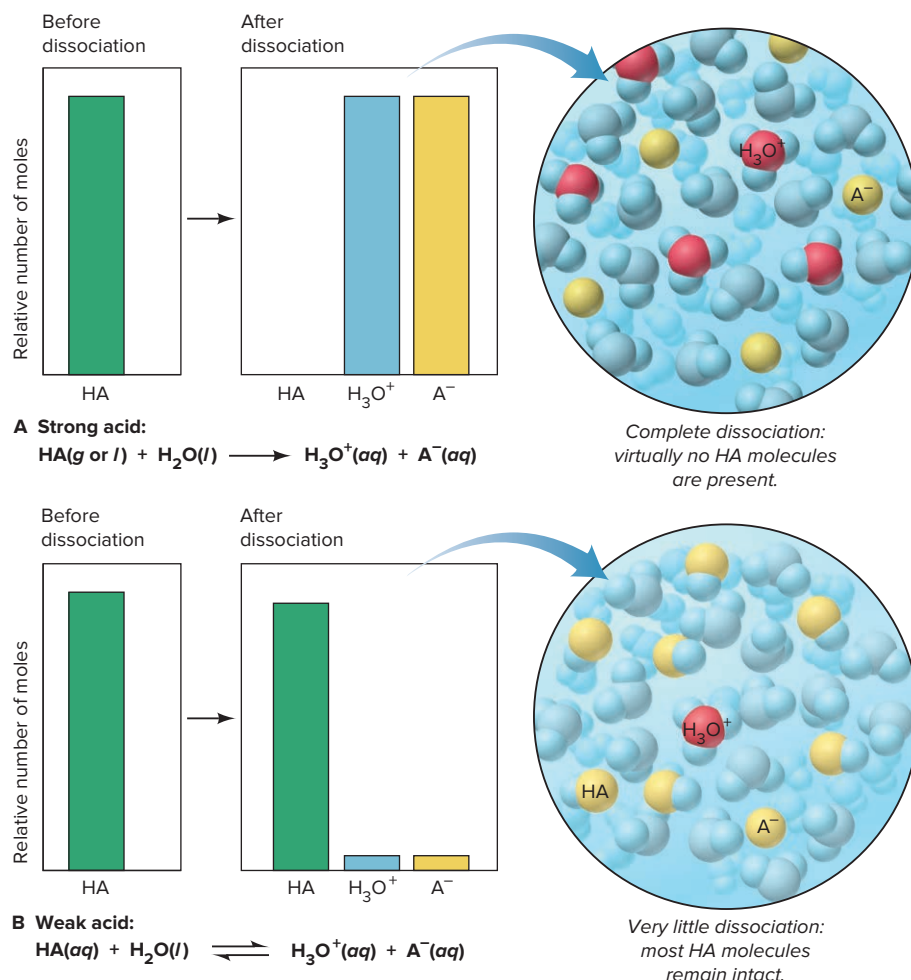 Before
dissociation
After
dissociation
Relative number of moles
HA
HA
H₃O⁺
A⁻
H₃O⁺
A⁻
A Strong acid:
HA(g or l) + H₂O(l) ⟶ H₃O⁺(aq) + A⁻(aq)
Complete dissociation:
virtually no HA molecules
are present.
Before
dissociation
After
dissociation
Relative number of moles
HA
HA
H₃O⁺
A⁻
H₃O⁺
HA
A⁻
B Weak acid:
HA(aq) + H₂O(l) ⇌ H₃O⁺(aq) + A⁻(aq)
Very little dissociation:
most HA molecules
remain intact.